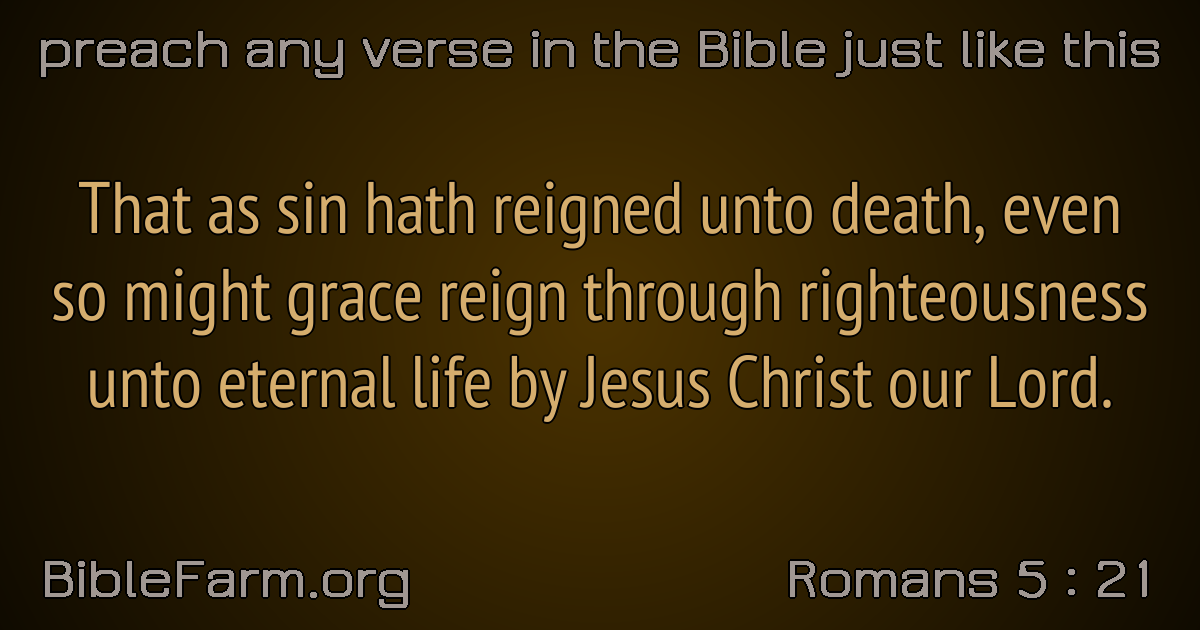 preach any verse in the Bible just like this
That as sin hath reigned unto death, even
so might grace reign through righteousness
unto eternal life by Jesus Christ our Lord.
BibleFarm.org
Romans 5 : 21